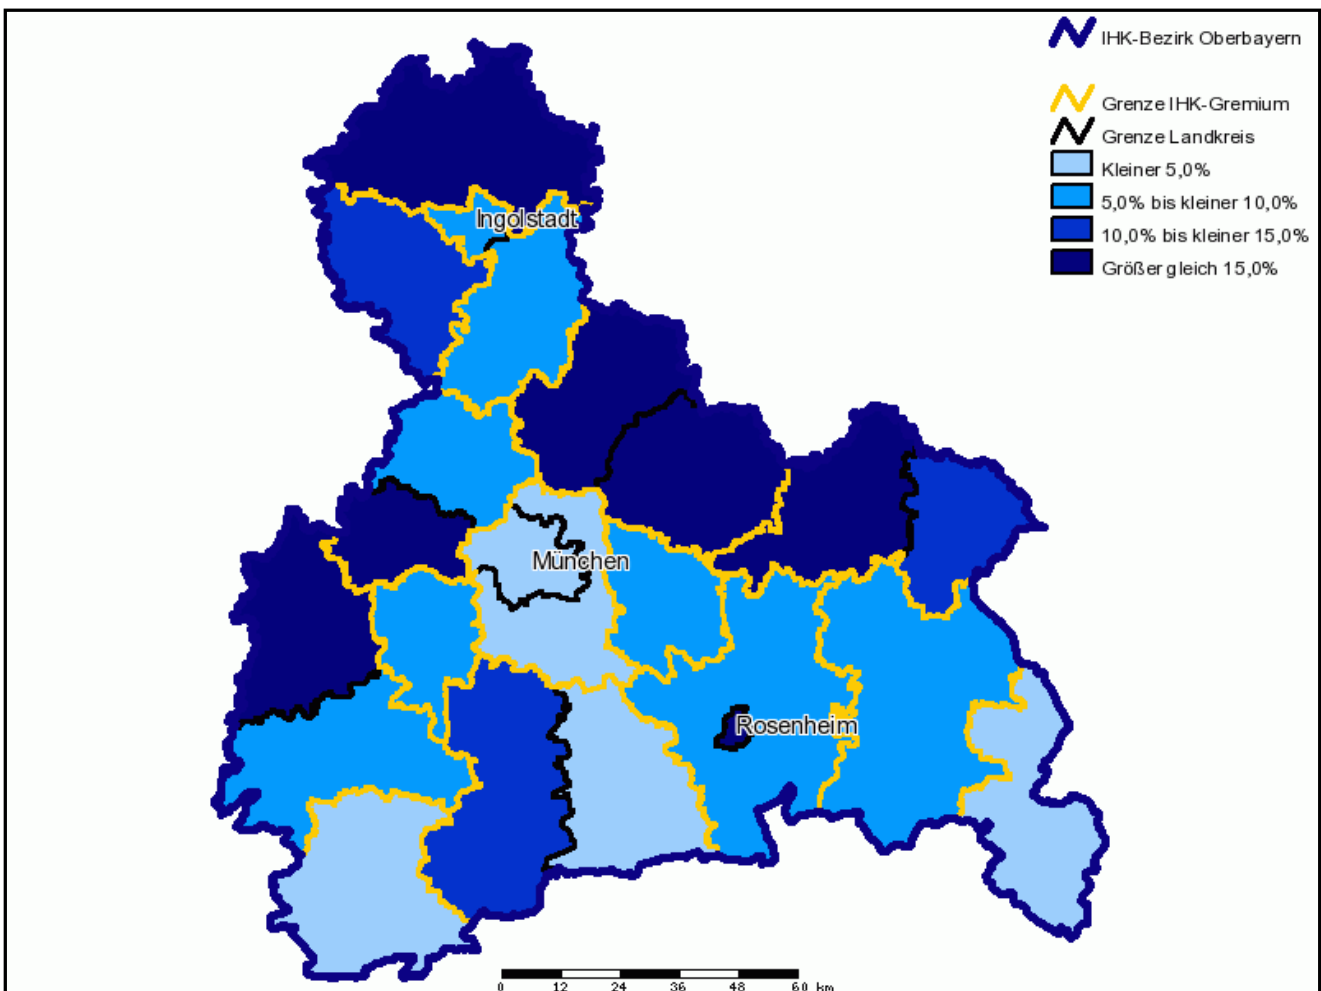 IHK-Bezirk Oberbayern
Grenze IHK-Gremium
Grenze Landkreis
Kleiner 5,0%
5,0% bis kleiner 10,0%
10,0% bis kleiner 15,0%
Größer gleich 15,0%
Ingolstadt
München
Rosenheim
0 12 24 36 48 60 km